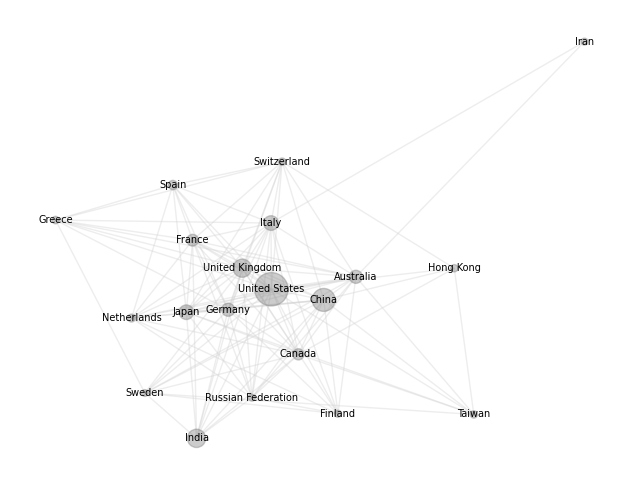 Iran
Switzerland
Spain
Greece
Italy
France
United Kingdom
Hong Kong
Australia
United States
China
Germany
Japan
Netherlands
Canada
Sweden
Russian Federation
Finland
Taiwan
India